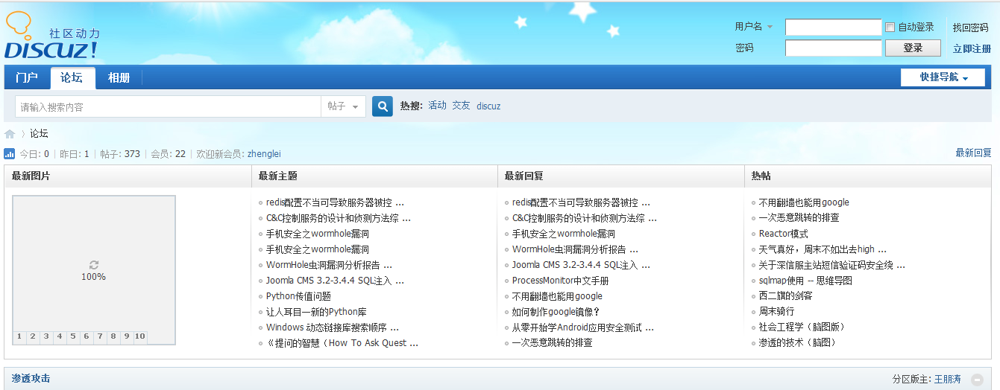 社区动力
DISCUZ!
用户名
自动登录
找回密码
密码
登录
立即注册
门户 论坛 相册
快捷导航
请输入搜索内容 帖子 热搜: 活动 交友 discuz
论坛
今日: 0 | 昨日: 1 | 帖子: 373 | 会员: 22 | 欢迎新会员: zhenglei
最新回复
最新图片
100%
1 2 3 4 5 6 7 8 9 10
最新主题
redis配置不当可导致服务器被控 ...
C&C控制服务的设计和侦测方法综 ...
手机安全之wormhole漏洞
手机安全之wormhole漏洞
WormHole虫洞漏洞分析报告 ...
Joomla CMS 3.2-3.4.4 SQL注入 ...
Python传值问题
让人耳目一新的Python库
Windows 动态链接库搜索顺序 ...
《提问的智慧（How To Ask Quest ...
最新回复
redis配置不当可导致服务器被控 ...
C&C控制服务的设计和侦测方法综 ...
手机安全之wormhole漏洞
WormHole虫洞漏洞分析报告 ...
Joomla CMS 3.2-3.4.4 SQL注入 ...
ProcessMonitor中文手册
不用翻墙也能用google
如何制作google镜像？
从零开始学Android应用安全测试 ...
一次恶意跳转的排查
热帖
不用翻墙也能用google
一次恶意跳转的排查
Reactor模式
天气真好，周末不如出去high ...
关于深信服主站短信验证码安全绕 ...
sqlmap使用 -- 思维导图
西二旗的剑客
周末骑行
社会工程学（脑图版）
渗透的技术（脑图）
渗透攻击
分区版主: 王朋涛